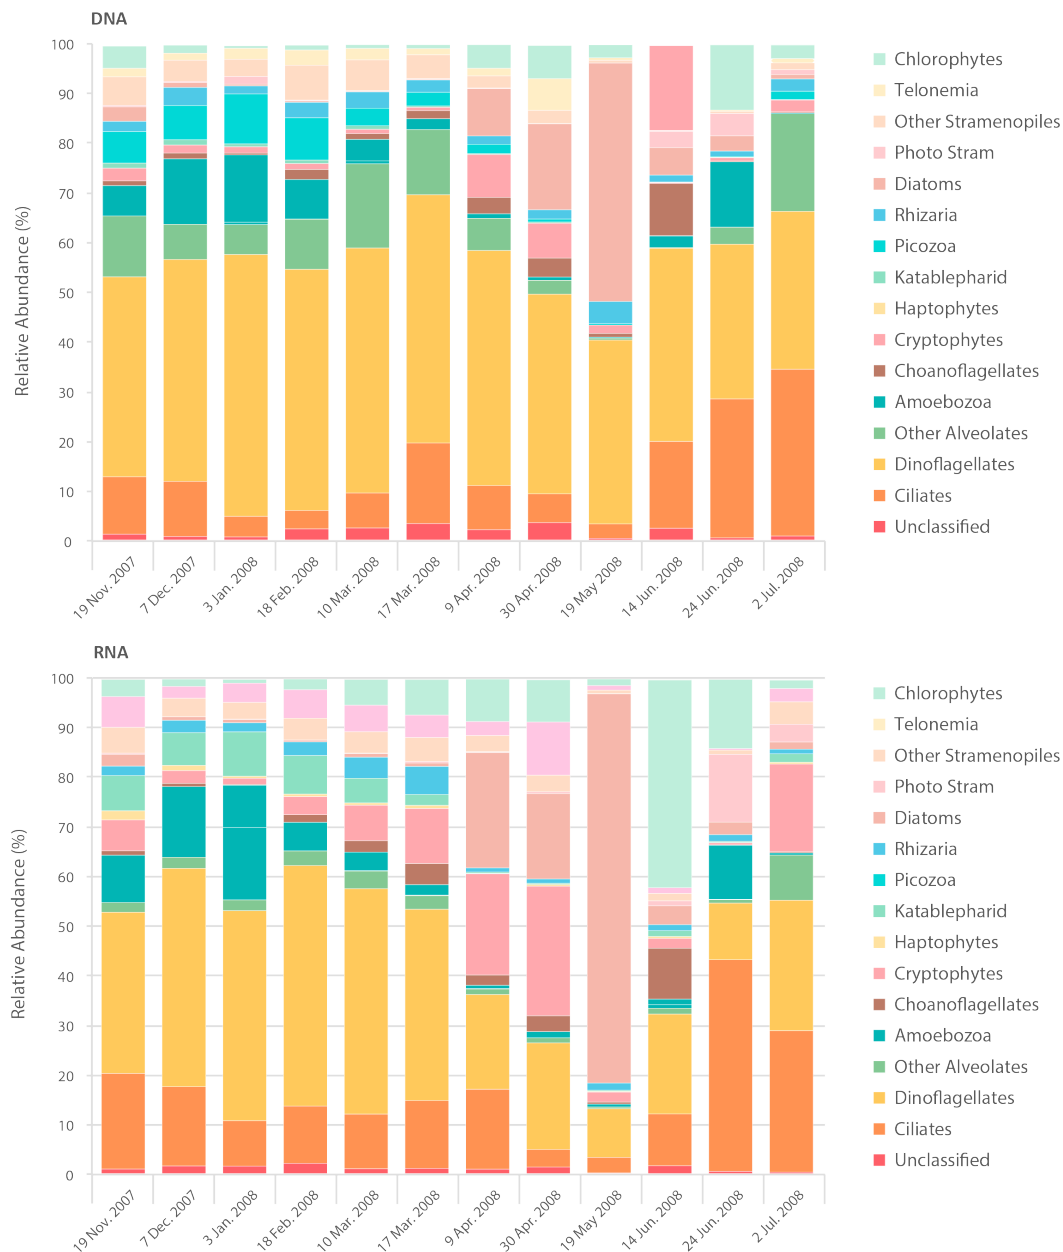 DNA
100
90
80
70
60
50
40
30
20
10
0
Relative Abundance (%)
19 Nov. 2007
7 Dec. 2007
3 Jan. 2008
18 Feb. 2008
10 Mar. 2008
17 Mar. 2008
9 Apr. 2008
30 Apr. 2008
19 May 2008
14 Jun. 2008
24 Jun. 2008
2 Jul. 2008
Chlorophytes
Telonemia
Other Stramenopiles
Photo Stram
Diatoms
Rhizaria
Picozoa
Katablepharid
Haptophytes
Cryptophytes
Choanoflagellates
Amoebozoa
Other Alveolates
Dinoflagellates
Ciliates
Unclassified
RNA
100
90
80
70
60
50
40
30
20
10
0
Relative Abundance (%)
19 Nov. 2007
7 Dec. 2007
3 Jan. 2008
18 Feb. 2008
10 Mar. 2008
17 Mar. 2008
9 Apr. 2008
30 Apr. 2008
19 May 2008
14 Jun. 2008
24 Jun. 2008
2 Jul. 2008
Chlorophytes
Telonemia
Other Stramenopiles
Photo Stram
Diatoms
Rhizaria
Picozoa
Katablepharid
Haptophytes
Cryptophytes
Choanoflagellates
Amoebozoa
Other Alveolates
Dinoflagellates
Ciliates
Unclassified